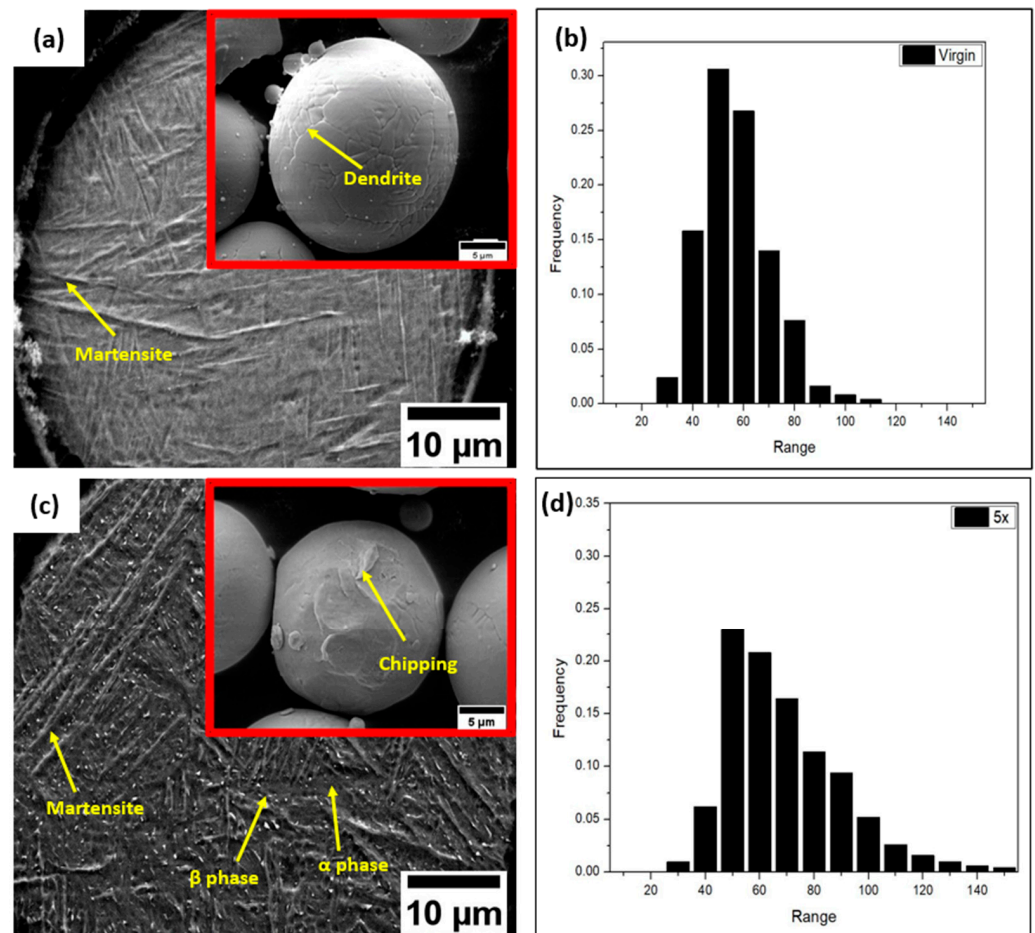 (a)
Dendrite
5 µm
Martensite
10 µm
(b)
Virgin
0.30
0.25
0.20
0.15
0.10
0.05
0.00
Frequency
20 40 60 80 100 120 140
Range
(c)
Chipping
5 µm
Martensite
β phase
α phase
10 µm
(d)
5x
0.35
0.30
0.25
0.20
0.15
0.10
0.05
0.00
Frequency
20 40 60 80 100 120 140
Range